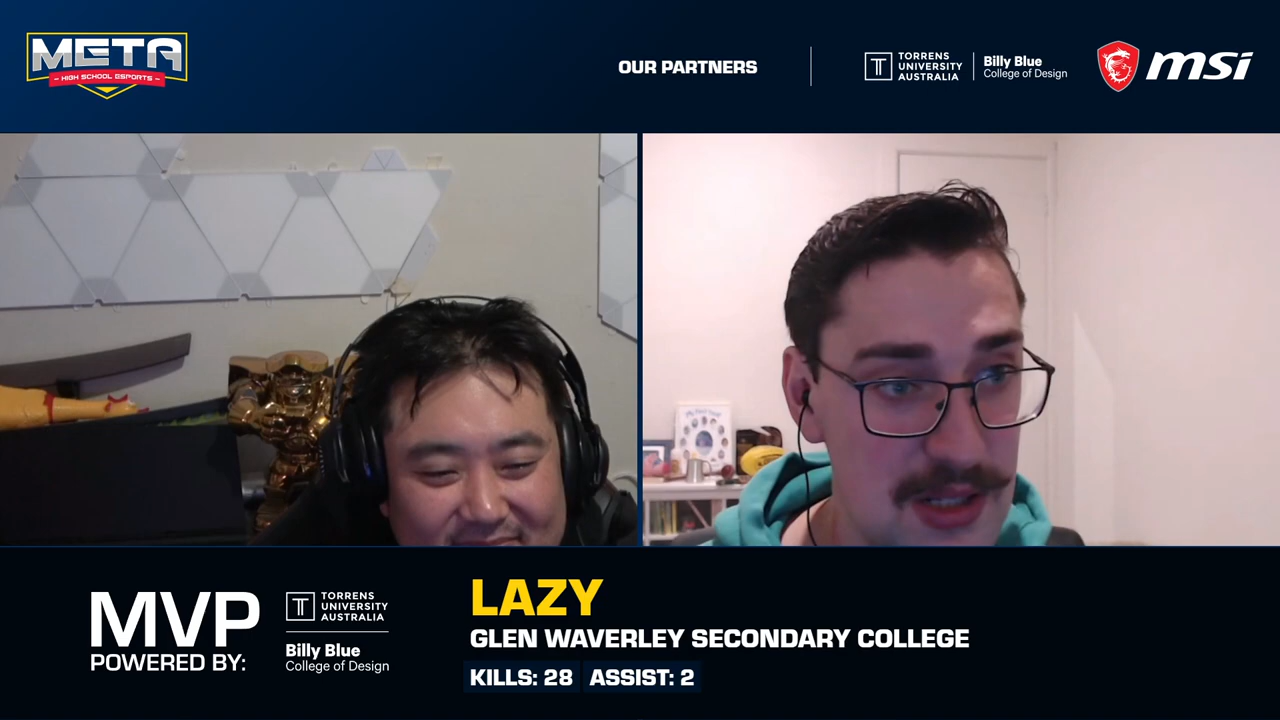 META
HIGH SCHOOL ESPORTS
OUR PARTNERS
TORRENS
UNIVERSITY
AUSTRALIA
Billy Blue
College of Design
msi
MVP
POWERED BY:
TORRENS
UNIVERSITY
AUSTRALIA
Billy Blue
College of Design
LAZY
GLEN WAVERLEY SECONDARY COLLEGE
KILLS: 28 ASSIST: 2